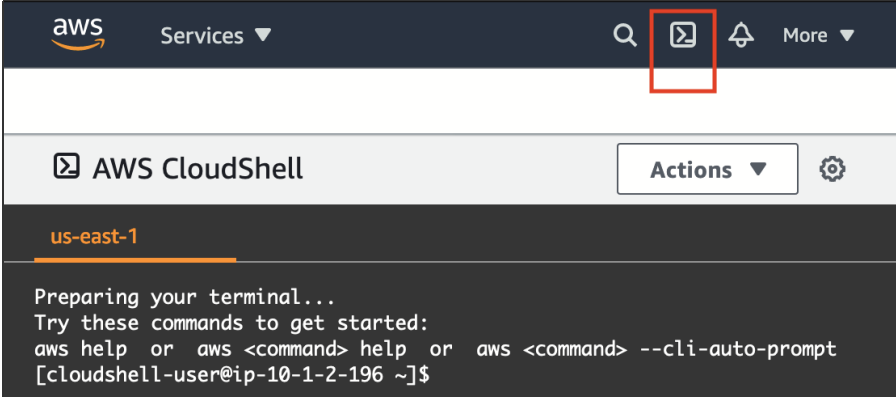 aws
Services
More
AWS CloudShell
Actions
us-east-1
Preparing your terminal...
Try these commands to get started:
aws help  or  aws <command> help  or  aws <command> --cli-auto-prompt
[cloudshell-user@ip-10-1-2-196 ~]$